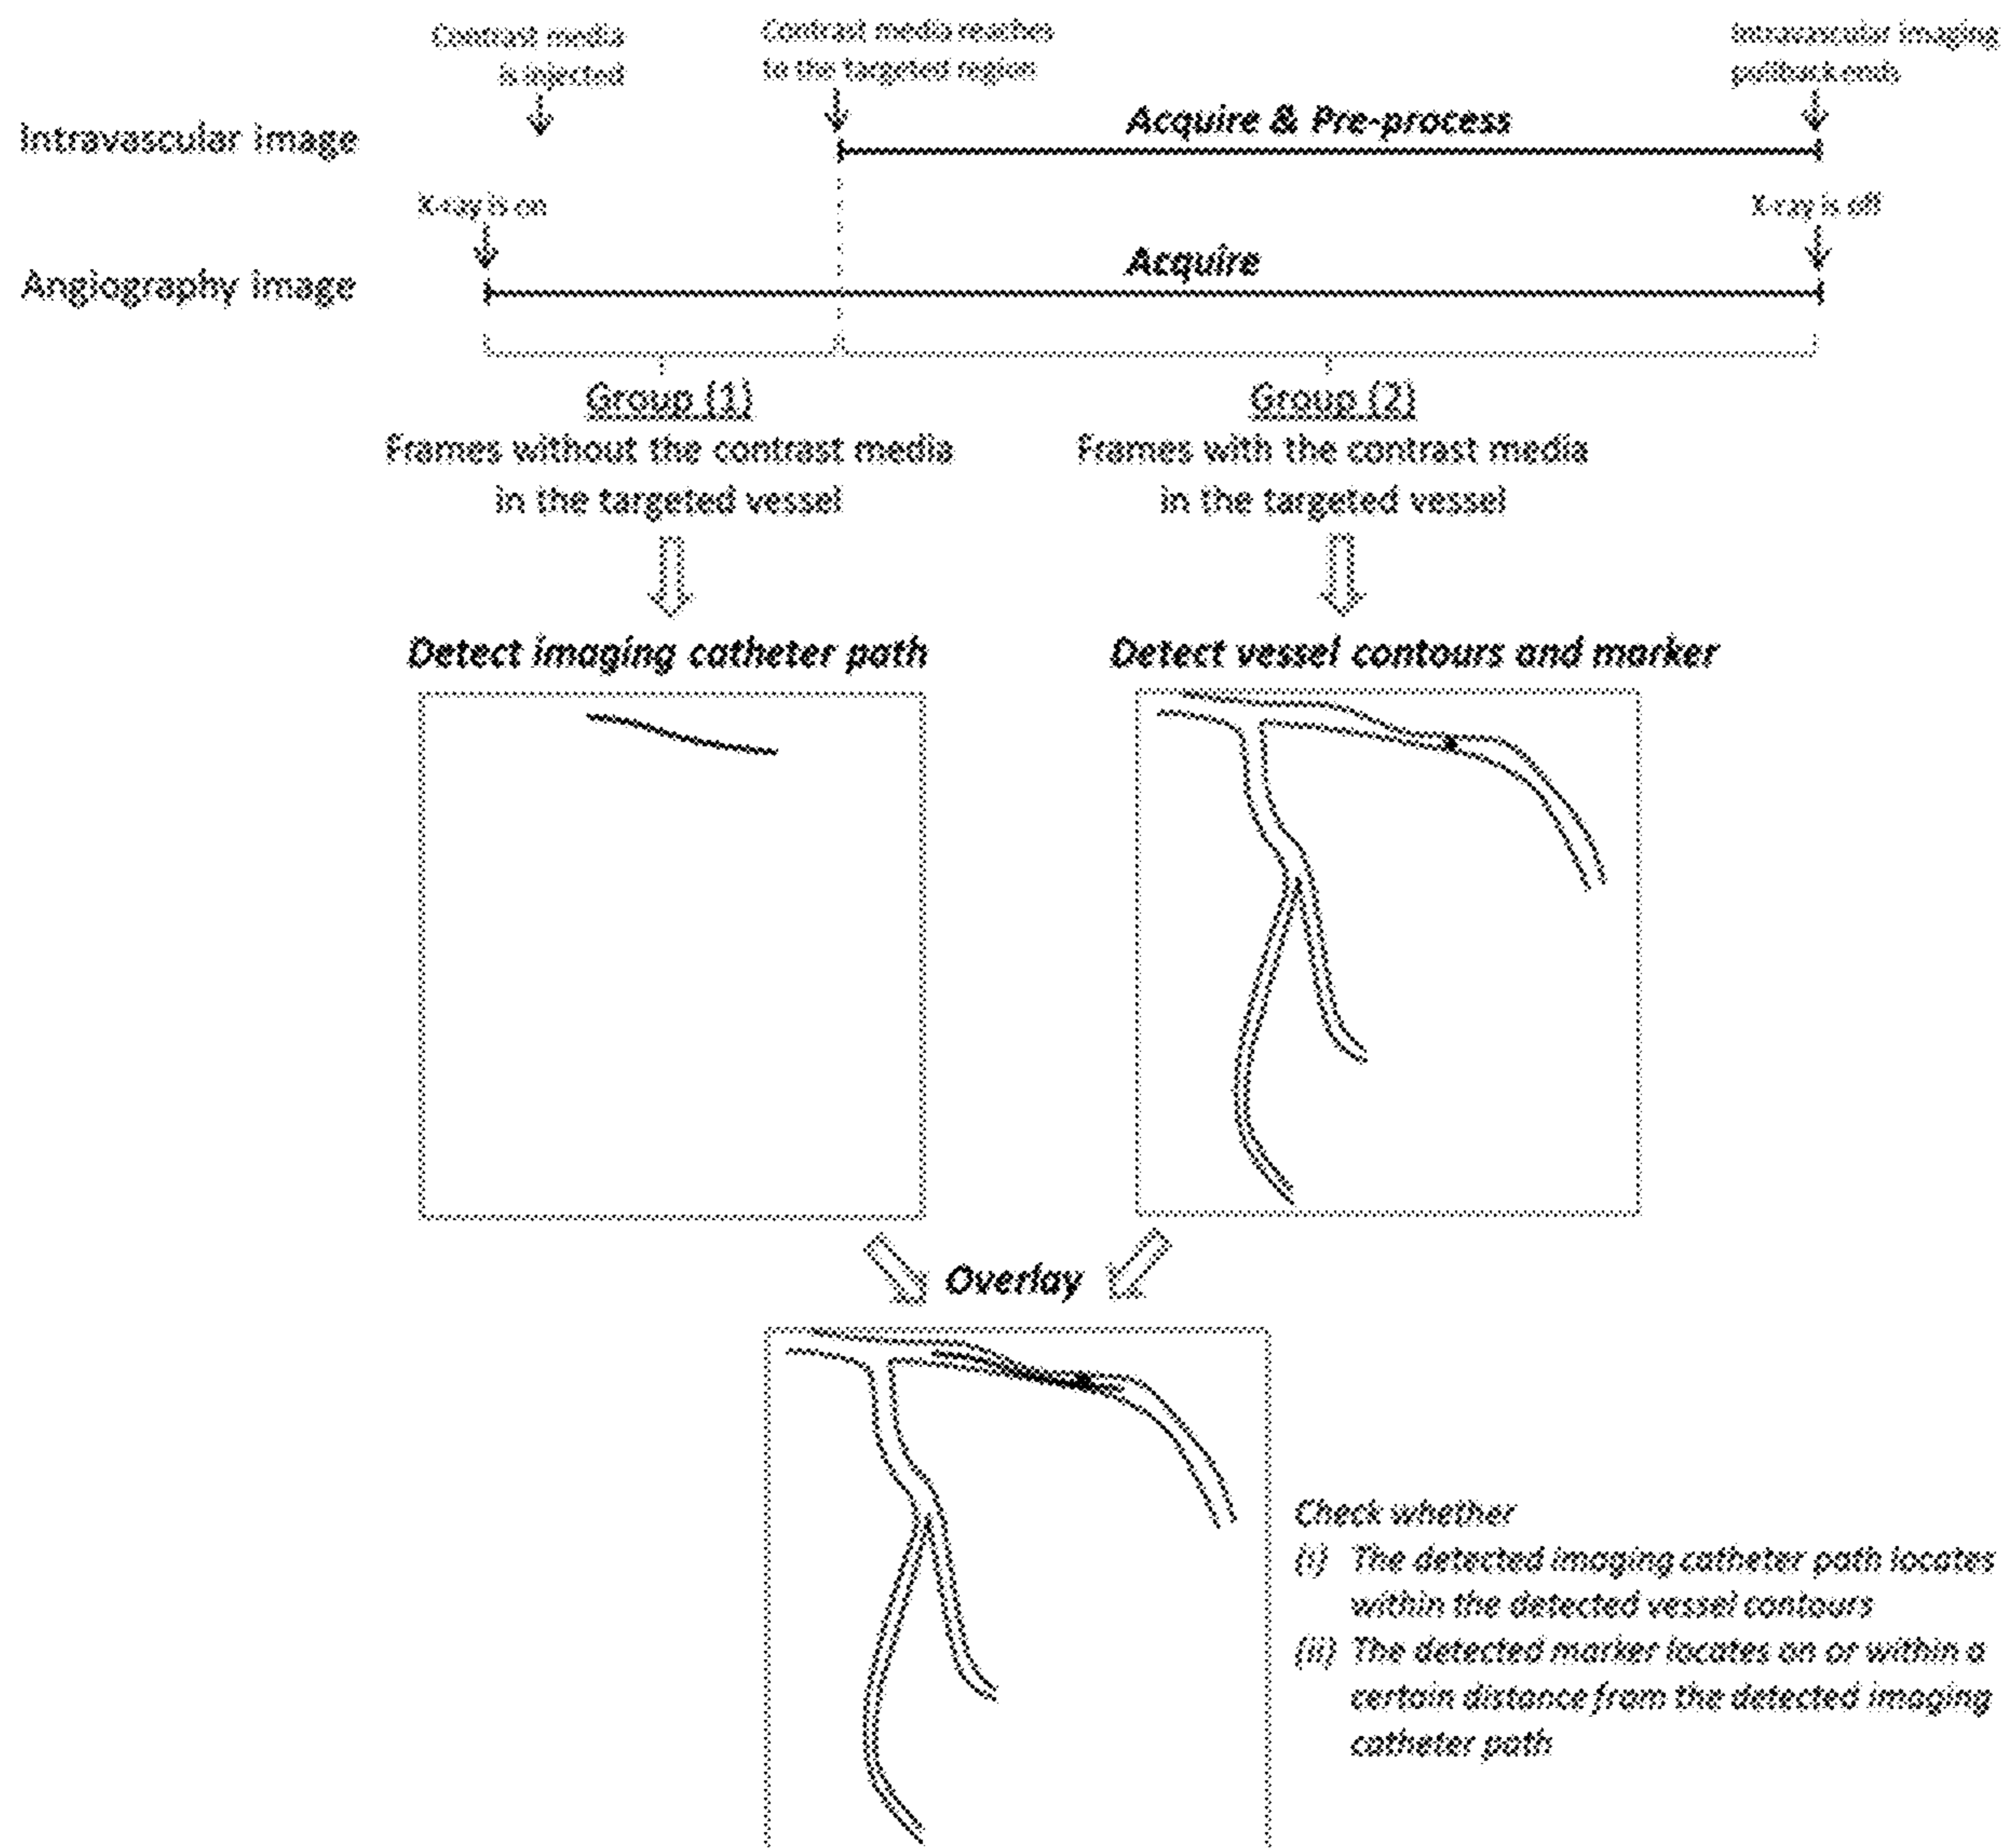 Contrast media
is injected
Contrast media reaches
to the targeted region
Intravascular imaging
pullback ends
Intravascular image
Acquire & Pre-process
X-ray is on
X-ray is off
Angiography image
Acquire
Group (1)
Frames without the contrast media
in the targeted vessel
Group (2)
Frames with the contrast media
in the targeted vessel
Detect imaging catheter path
Detect vessel contours and marker
Overlay
Check whether
(i) The detected imaging catheter path locates
within the detected vessel contours
(ii) The detected marker locates on or within a
certain distance from the detected imaging
catheter path